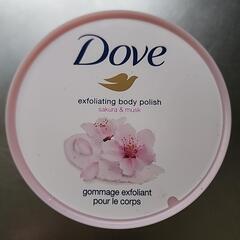 Dove
exfoliating body polish
sakura & musk
gommage exfoliant
pour le corps